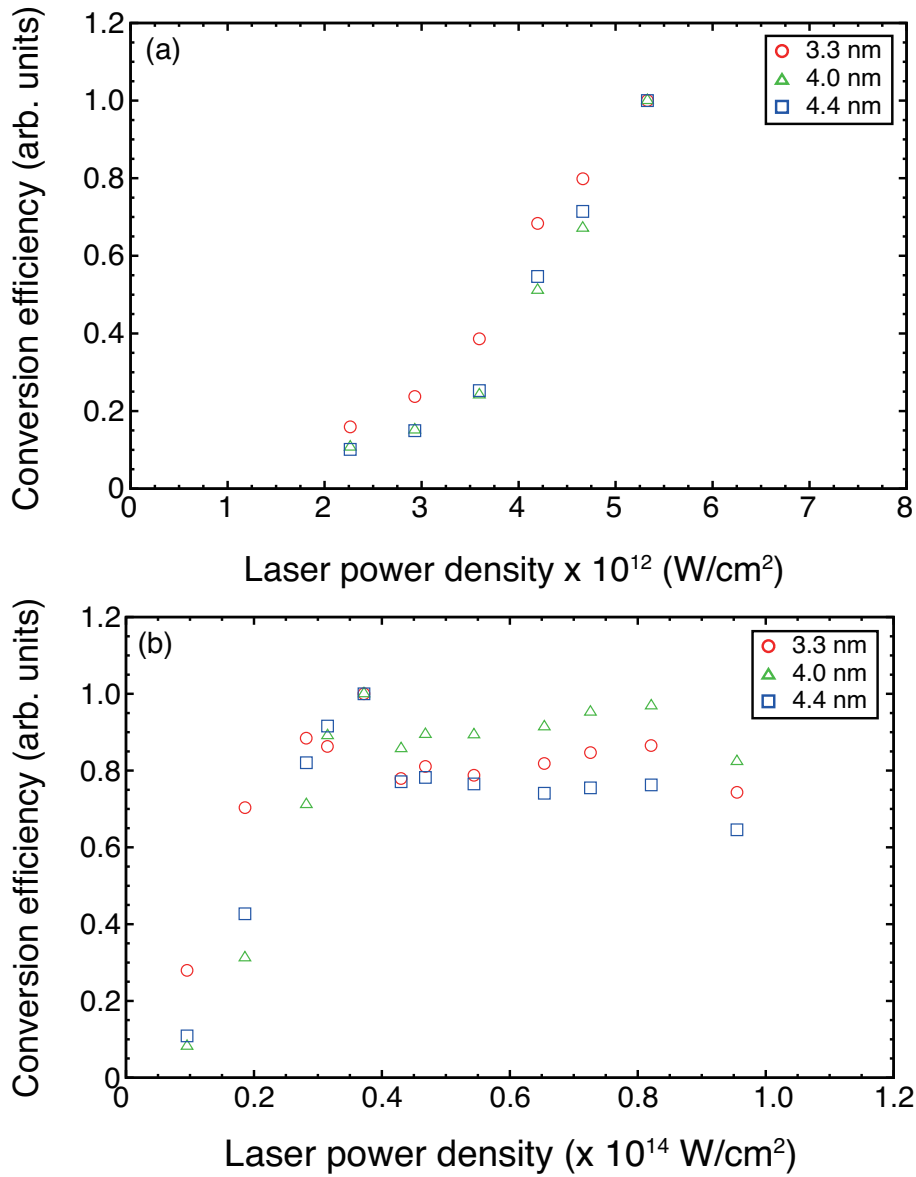 (a)
3.3 nm
4.0 nm
4.4 nm
Conversion efficiency (arb. units)
1.2
1.0
0.8
0.6
0.4
0.2
0
0 1 2 3 4 5 6 7 8
Laser power density x 10¹² (W/cm²)
(b)
3.3 nm
4.0 nm
4.4 nm
Conversion efficiency (arb. units)
1.2
1.0
0.8
0.6
0.4
0.2
0
0 0.2 0.4 0.6 0.8 1.0 1.2
Laser power density (x 10¹⁴ W/cm²)